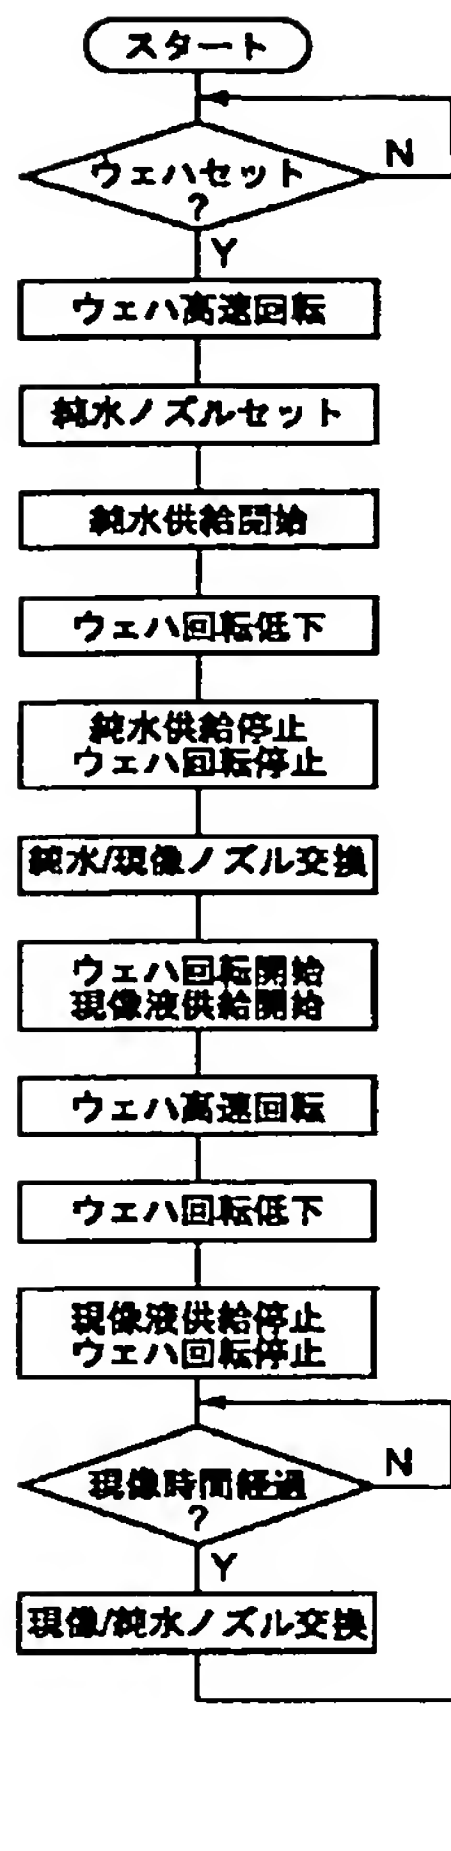 スタート
N
ウェハセット
?
Y
ウェハ高速回転
純水ノズルセット
純水供給開始
ウェハ回転低下
純水供給停止
ウェハ回転停止
純水/現像ノズル交換
ウェハ回転開始
現像液供給開始
ウェハ高速回転
ウェハ回転低下
現像液供給停止
ウェハ回転停止
N
現像時間経過
?
Y
現像/純水ノズル交換